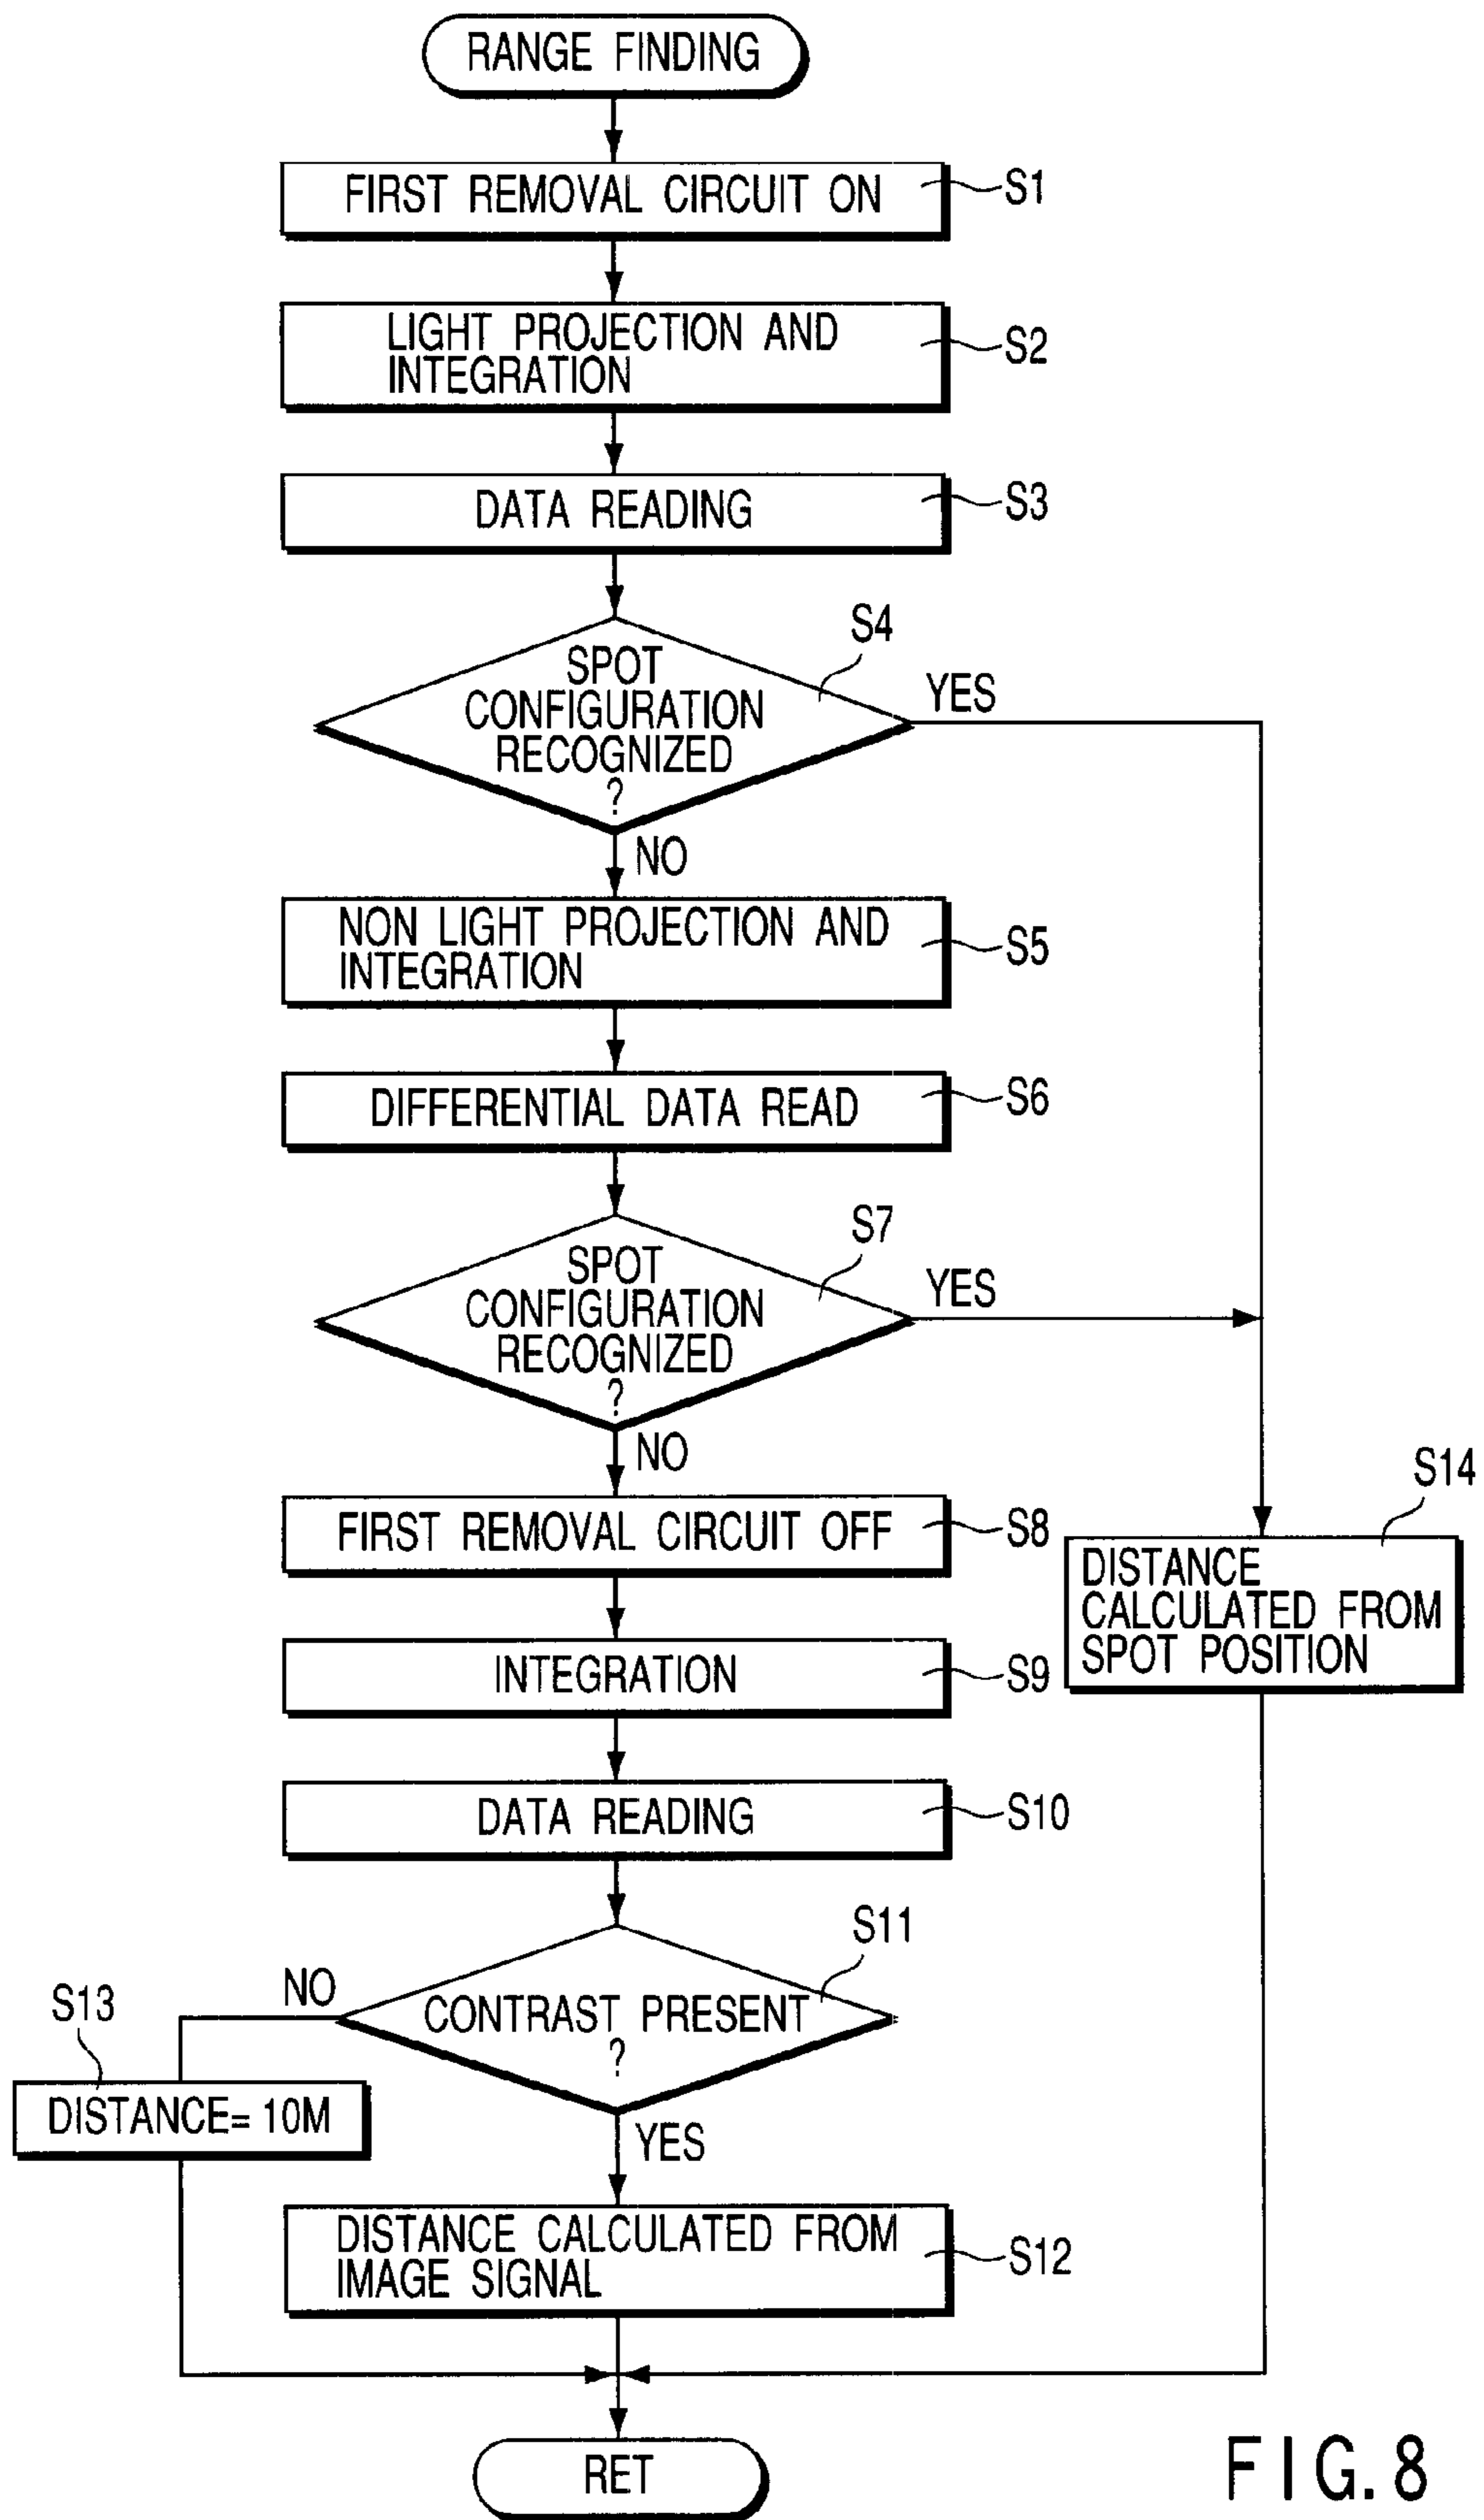 RANGE FINDING
FIRST REMOVAL CIRCUIT ON
S1
LIGHT PROJECTION AND
INTEGRATION
S2
DATA READING
S3
S4
SPOT
CONFIGURATION
RECOGNIZED
?
YES
NO
NON LIGHT PROJECTION AND
INTEGRATION
S5
DIFFERENTIAL DATA READ
S6
S7
SPOT
CONFIGURATION
RECOGNIZED
?
YES
NO
FIRST REMOVAL CIRCUIT OFF
S8
S14
DISTANCE
CALCULATED FROM
SPOT POSITION
INTEGRATION
S9
DATA READING
S10
S11
CONTRAST PRESENT
?
NO
S13
DISTANCE= 10M
YES
DISTANCE CALCULATED FROM
IMAGE SIGNAL
S12
RET
FIG. 8